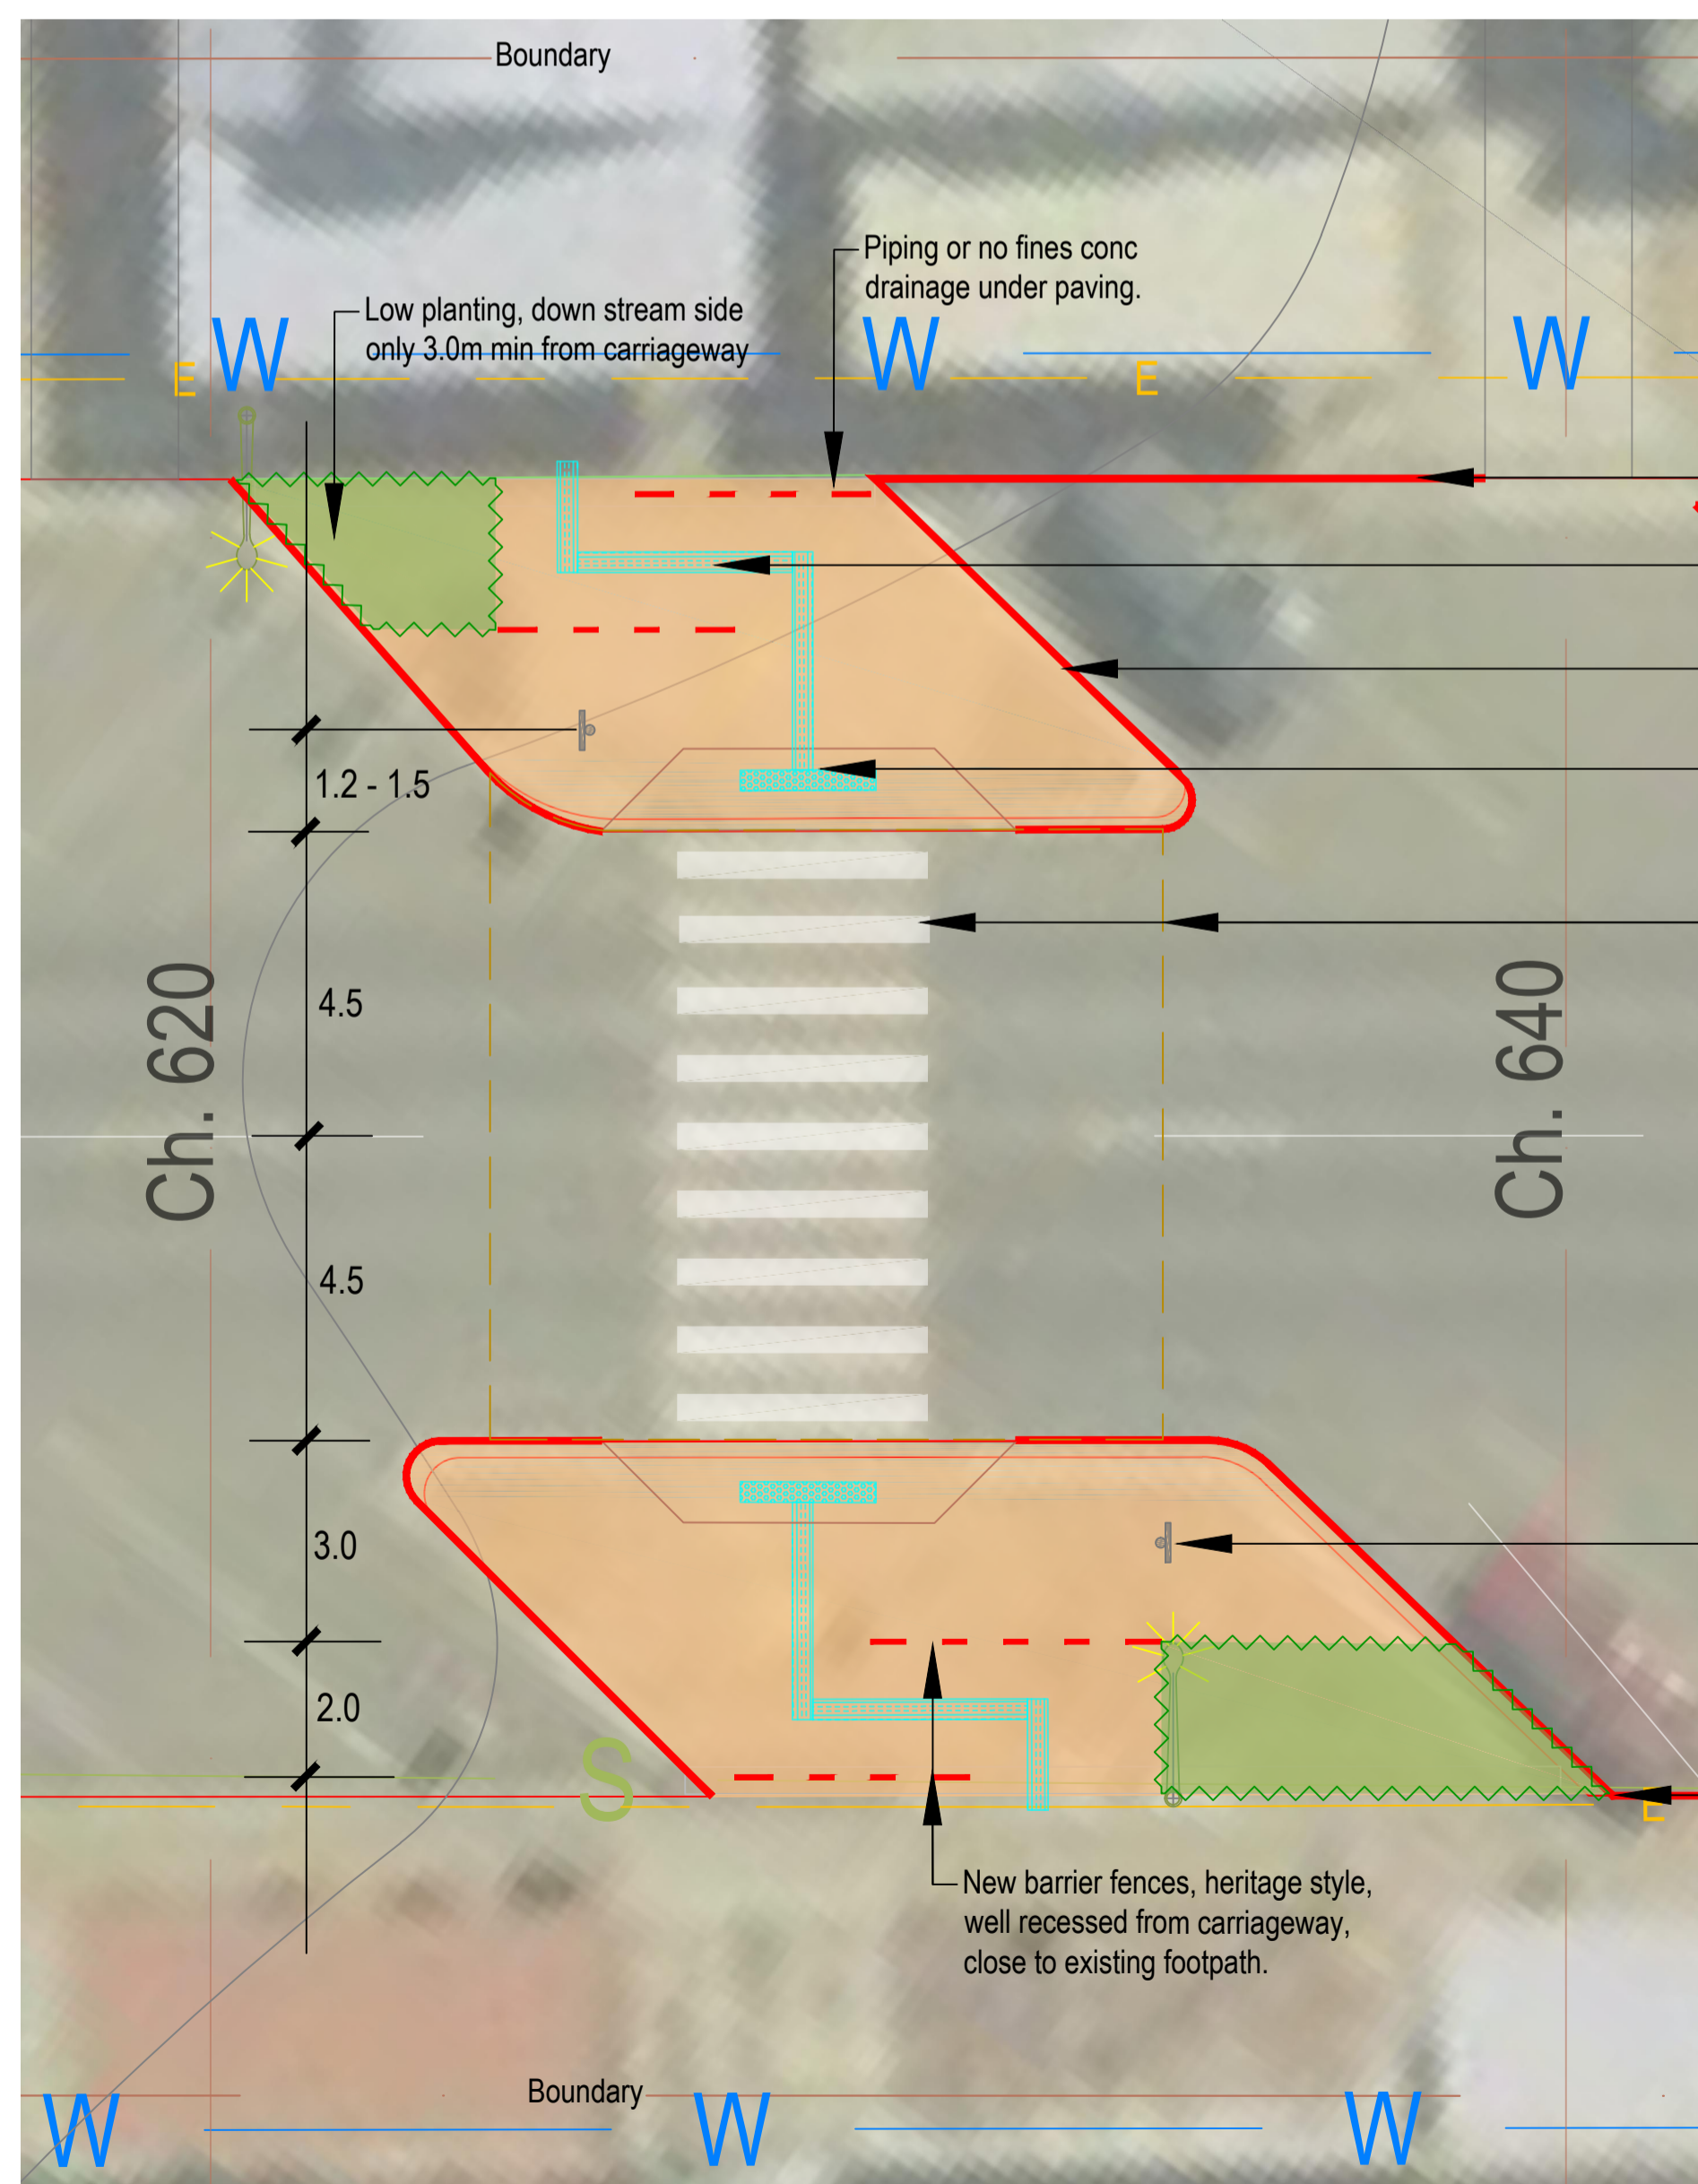 Boundary
Piping or no fines conc
drainage under paving.
Low planting, down stream side
only 3.0m min from carriageway
W
W
W
E
E
1.2 - 1.5
4.5
Ch. 620
Ch. 640
4.5
3.0
2.0
S
E
New barrier fences, heritage style,
well recessed from carriageway,
close to existing footpath.
Boundary
W
W
W